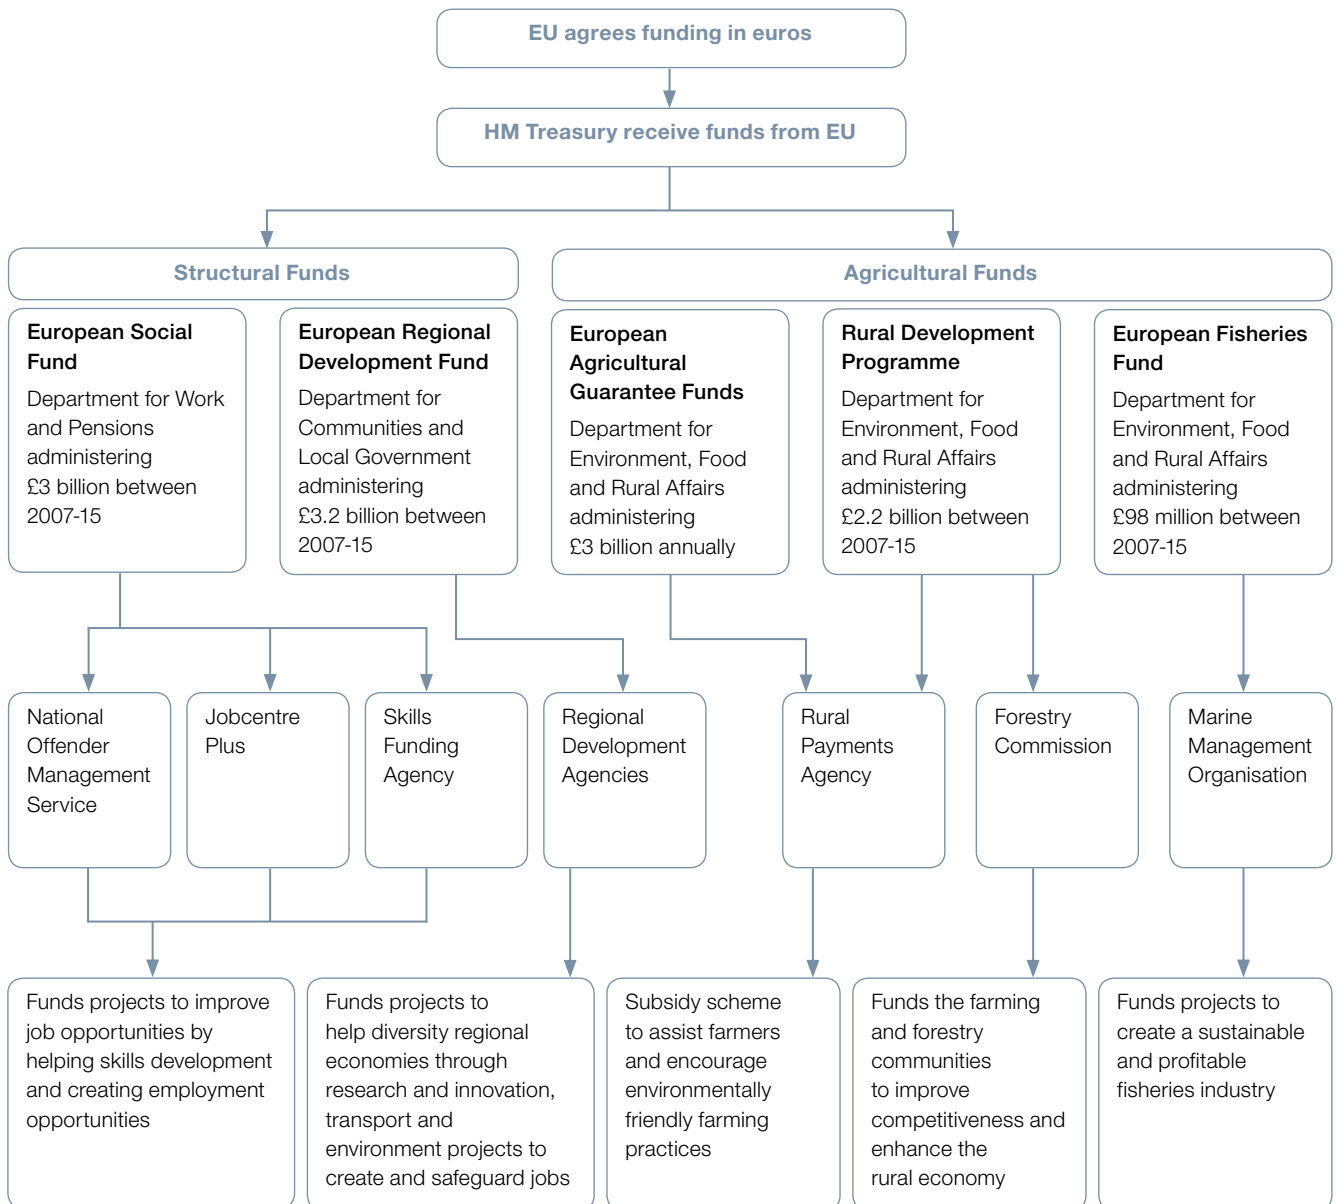 EU agrees funding in euros
HM Treasury receive funds from EU
Structural Funds
Agricultural Funds
European Social
Fund
Department for Work
and Pensions
administering
£3 billion between
2007-15
European Regional
Development Fund
Department for
Communities and
Local Government
administering
£3.2 billion between
2007-15
European
Agricultural
Guarantee Funds
Department for
Environment, Food
and Rural Affairs
administering
£3 billion annually
Rural Development
Programme
Department for
Environment, Food
and Rural Affairs
administering
£2.2 billion between
2007-15
European Fisheries
Fund
Department for
Environment, Food
and Rural Affairs
administering
£98 million between
2007-15
National
Offender
Management
Service
Jobcentre
Plus
Skills
Funding
Agency
Regional
Development
Agencies
Rural
Payments
Agency
Forestry
Commission
Marine
Management
Organisation
Funds projects to improve
job opportunities by
helping skills development
and creating employment
opportunities
Funds projects to
help diversity regional
economies through
research and innovation,
transport and
environment projects to
create and safeguard jobs
Subsidy scheme
to assist farmers
and encourage
environmentally
friendly farming
practices
Funds the farming
and forestry
communities
to improve
competitiveness and
enhance the
rural economy
Funds projects to
create a sustainable
and profitable
fisheries industry